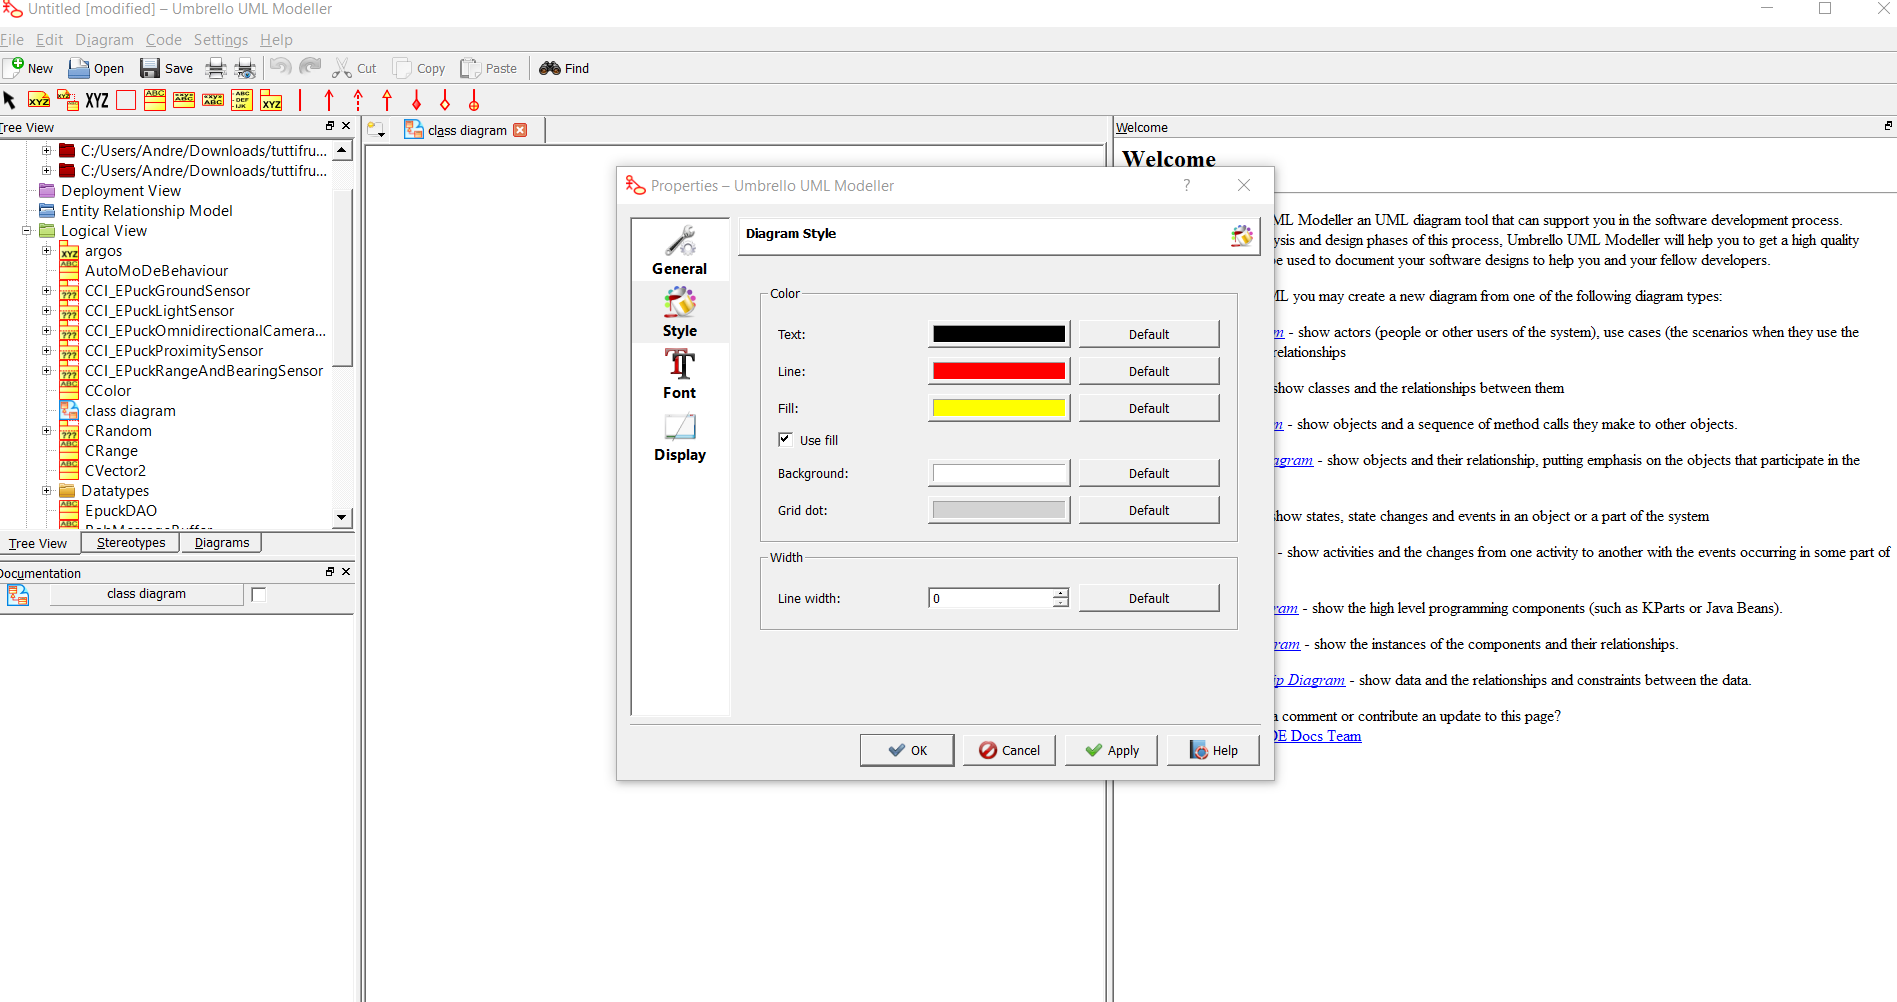 Untitled [modified] – Umbrello UML Modeller
File Edit Diagram Code Settings Help
New Open Save Cut Copy Paste Find
XYZ
Tree View
class diagram
Welcome
C:/Users/Andre/Downloads/tuttifru...
C:/Users/Andre/Downloads/tuttifru...
Deployment View
Entity Relationship Model
Logical View
argos
AutoMoDeBehaviour
CCI_EPuckGroundSensor
CCI_EPuckLightSensor
CCI_EPuckOmnidirectionalCamera...
CCI_EPuckProximitySensor
CCI_EPuckRangeAndBearingSensor
CColor
class diagram
CRandom
CRange
CVector2
Datatypes
EpuckDAO
Tree View Stereotypes Diagrams
Documentation
class diagram
Properties – Umbrello UML Modeller
General
Style
Font
Display
Diagram Style
Color
Text: Default
Line: Default
Fill: Default
Use fill
Background: Default
Grid dot: Default
Width
Line width: 0 Default
OK Cancel Apply Help
Welcome
ML Modeller an UML diagram tool that can support you in the software development process.
ysis and design phases of this process, Umbrello UML Modeller will help you to get a high quality
be used to document your software designs to help you and your fellow developers.
ML you may create a new diagram from one of the following diagram types:
m - show actors (people or other users of the system), use cases (the scenarios when they use the
relationships
show classes and the relationships between them
m - show objects and a sequence of method calls they make to other objects.
agram - show objects and their relationship, putting emphasis on the objects that participate in the
show states, state changes and events in an object or a part of the system
- show activities and the changes from one activity to another with the events occurring in some part of
ram - show the high level programming components (such as KParts or Java Beans).
ram - show the instances of the components and their relationships.
ip Diagram - show data and the relationships and constraints between the data.
a comment or contribute an update to this page?
DE Docs Team